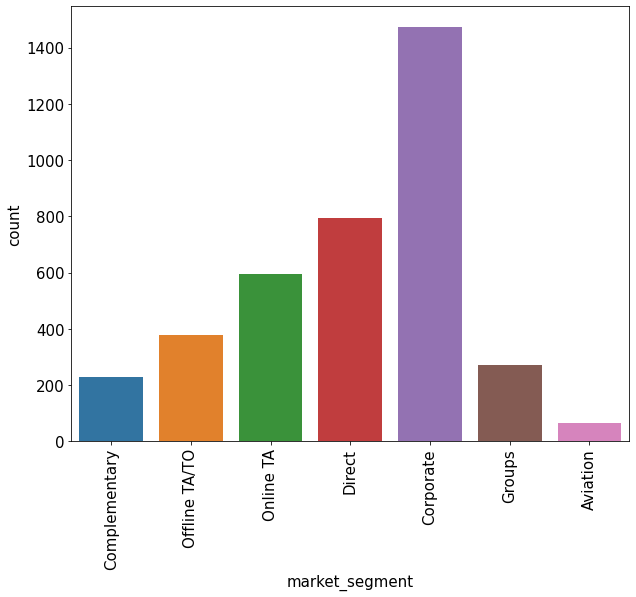 1400
1200
1000
800
600
400
200
0
count
Complementary
Offline TA/TO
Online TA
Direct
Corporate
Groups
Aviation
market_segment